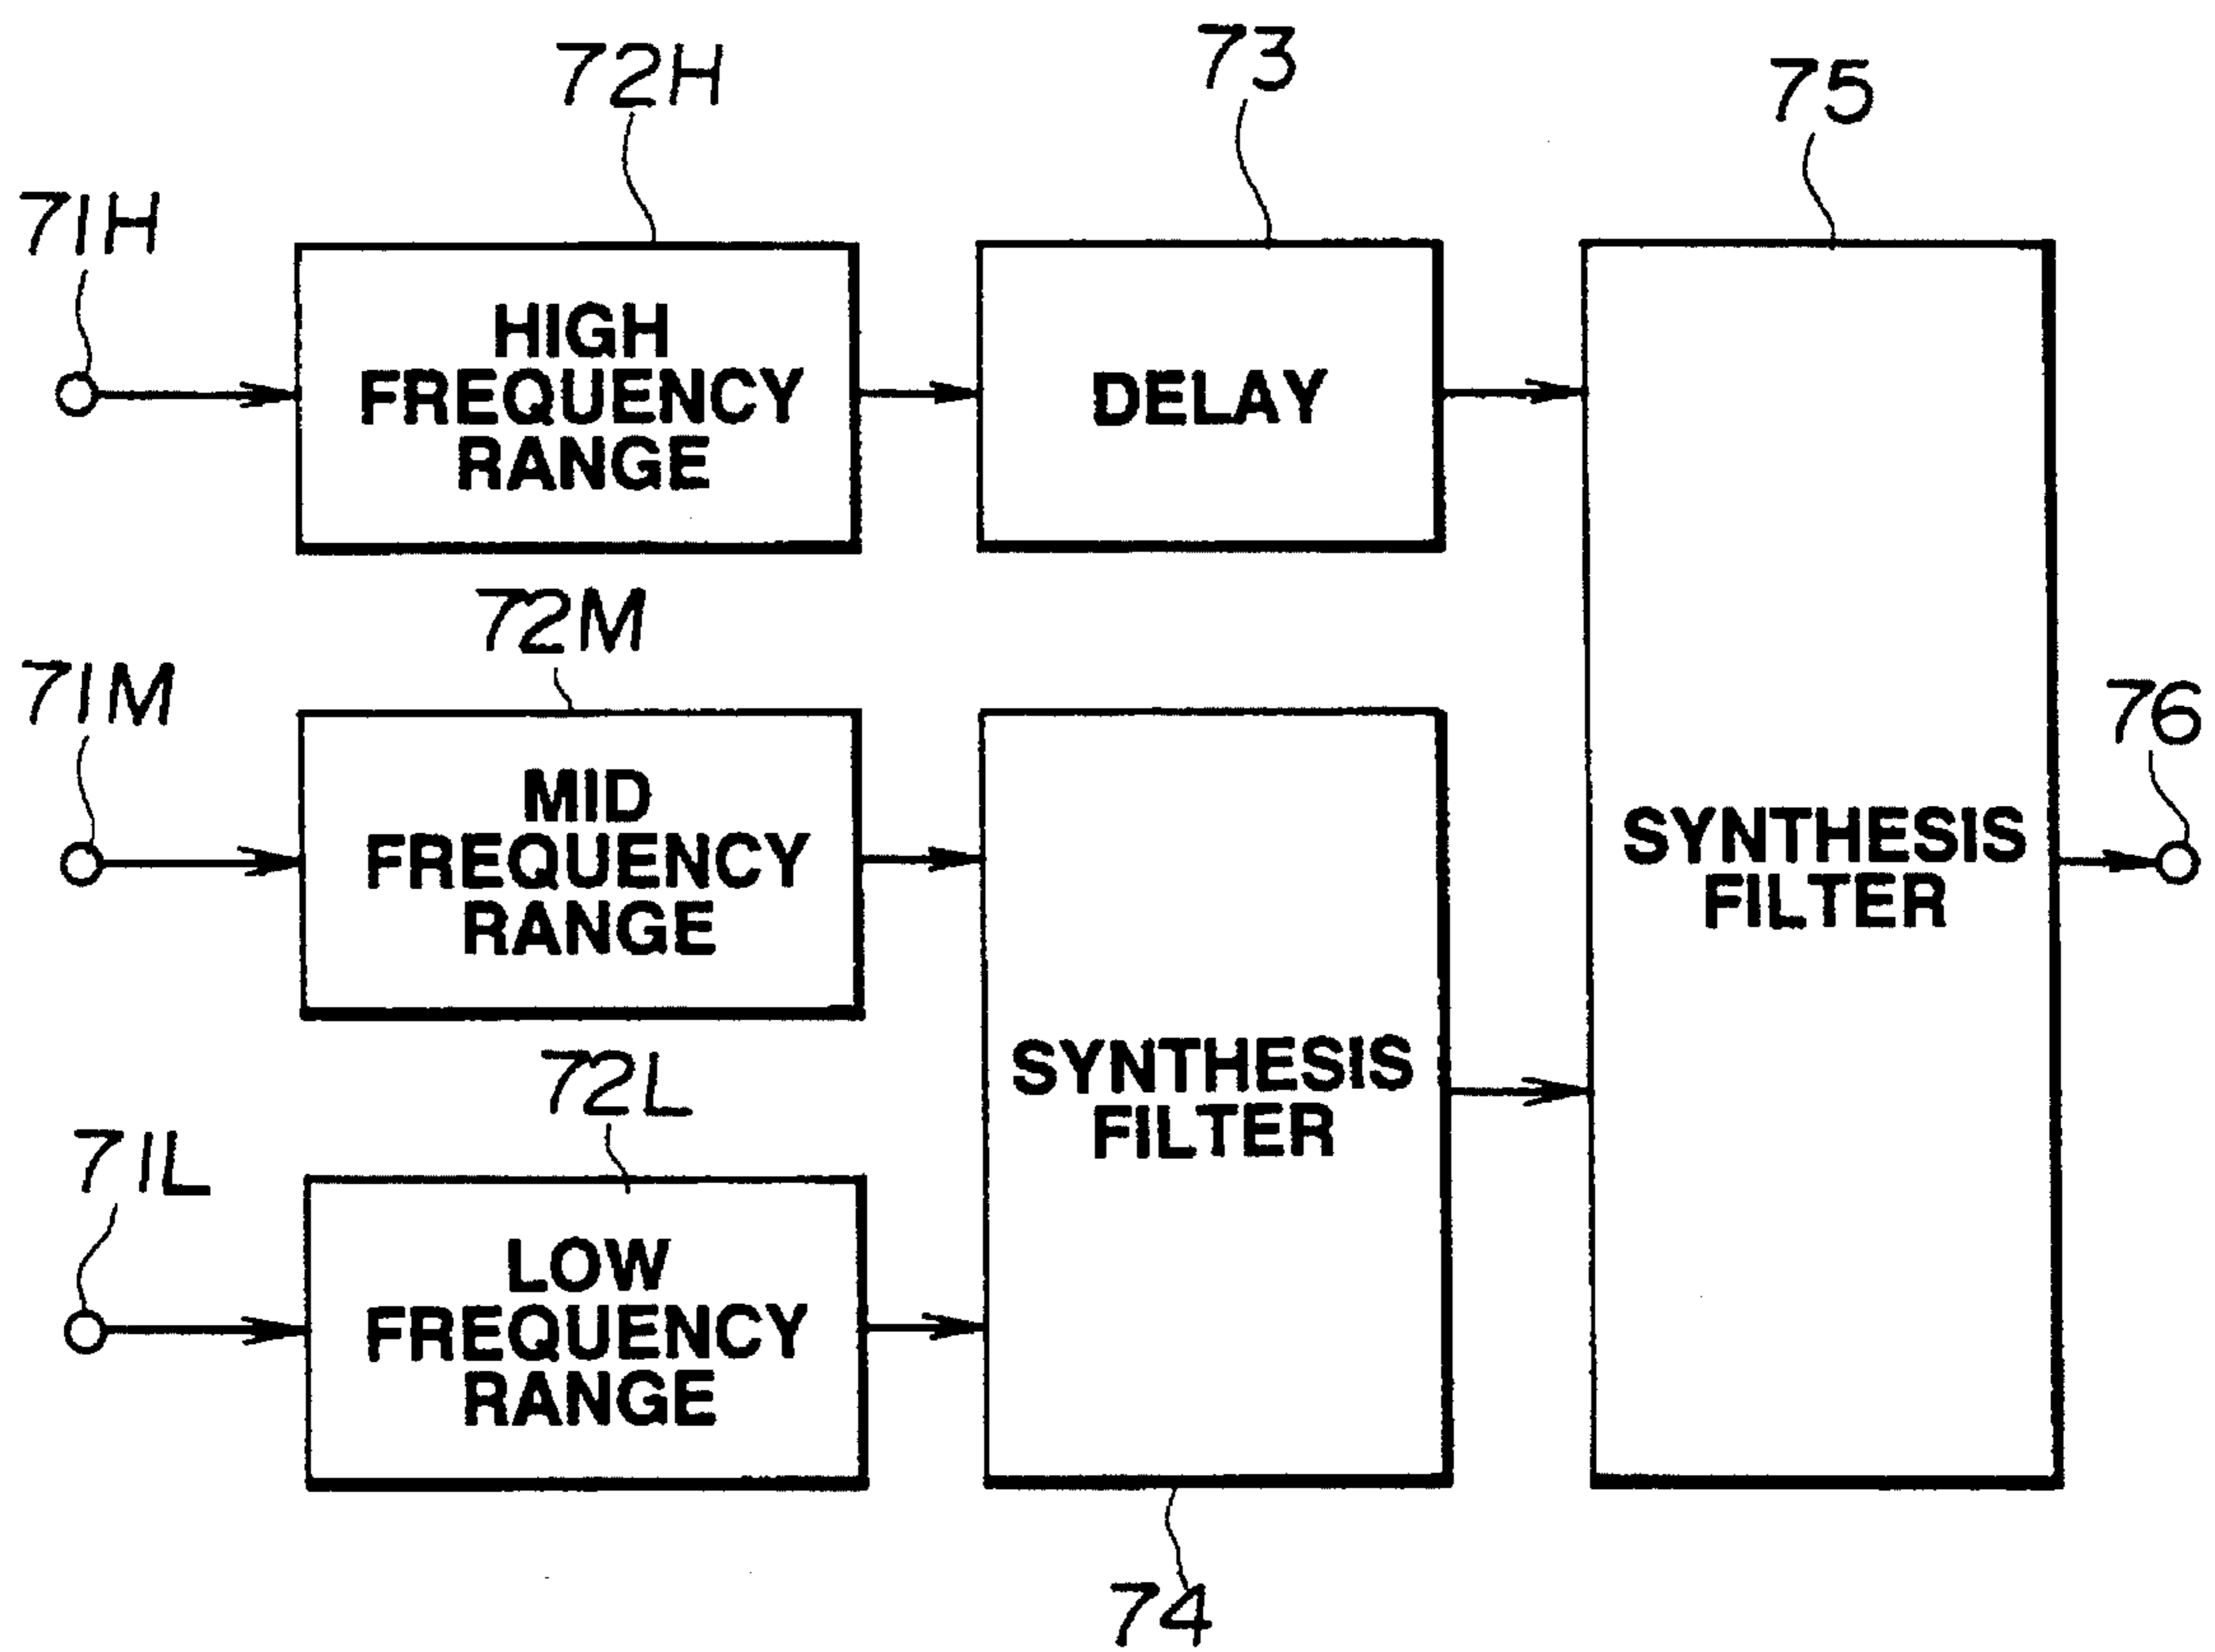 72H
73
75
71H
HIGH
FREQUENCY
RANGE
DELAY
72M
71M
MID
FREQUENCY
RANGE
76
SYNTHESIS
FILTER
SYNTHESIS
FILTER
72L
71L
LOW
FREQUENCY
RANGE
74